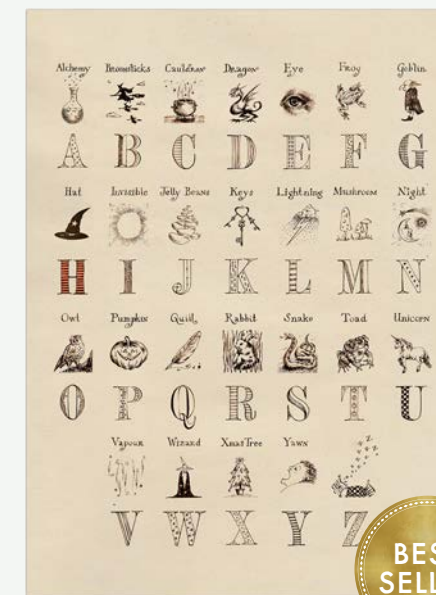 Alchemy Broomsticks Cauldron Dragon Eye Frog Goblin
A B C D E F G
Hat Invisible Jelly Beans Keys Lightning Mushroom Night
H I J K L M N
Owl Pumpkin Quill Rabbit Snake Toad Unicorn
O P Q R S T U
Vapour Wizard Xmas Tree Yawn
z z z z
V W X Y Z
BES
SELL